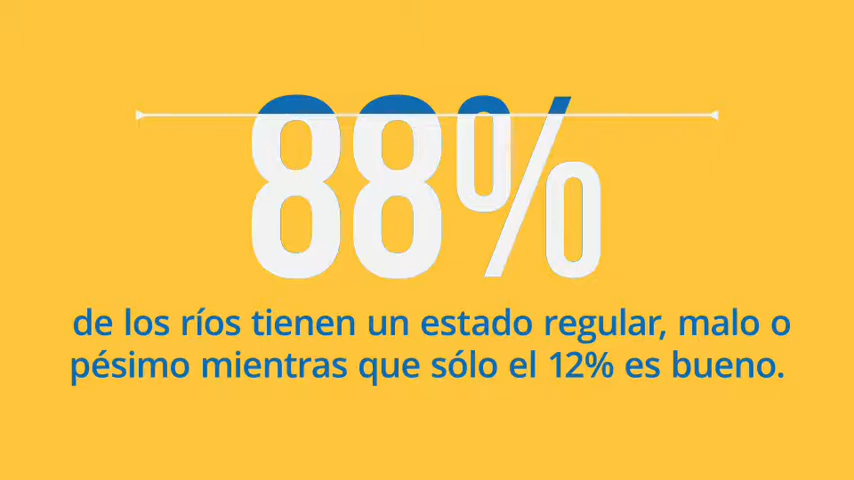 88%
de los ríos tienen un estado regular, malo o
pésimo mientras que sólo el 12% es bueno.